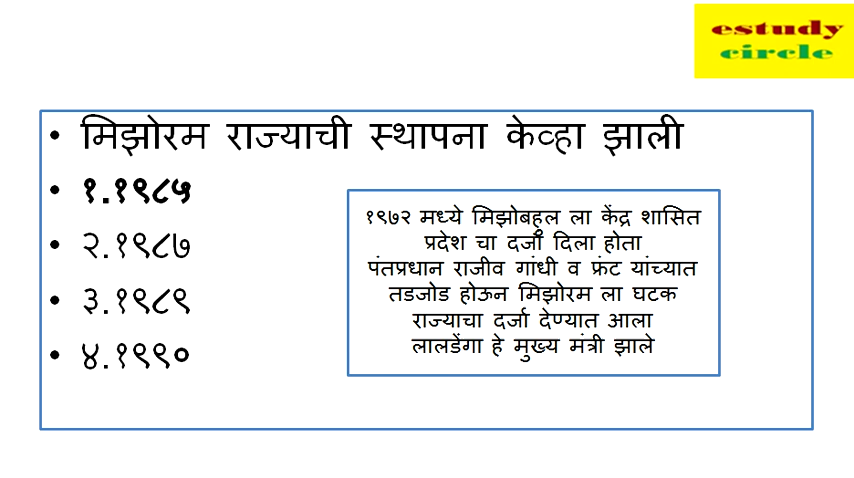 estudy
circle
• मिझोरम राज्याची स्थापना केव्हा झाली
• १.१९८५
• २.१९८७
• ३.१९८९
• ४.१९९०
१९७२ मध्ये मिझोबहुल ला केंद्र शासित
प्रदेश चा दर्जा दिला होता
पंतप्रधान राजीव गांधी व फ्रंट यांच्यात
तडजोड होऊन मिझोरम ला घटक
राज्याचा दर्जा देण्यात आला
लालडेंगा हे मुख्य मंत्री झाले